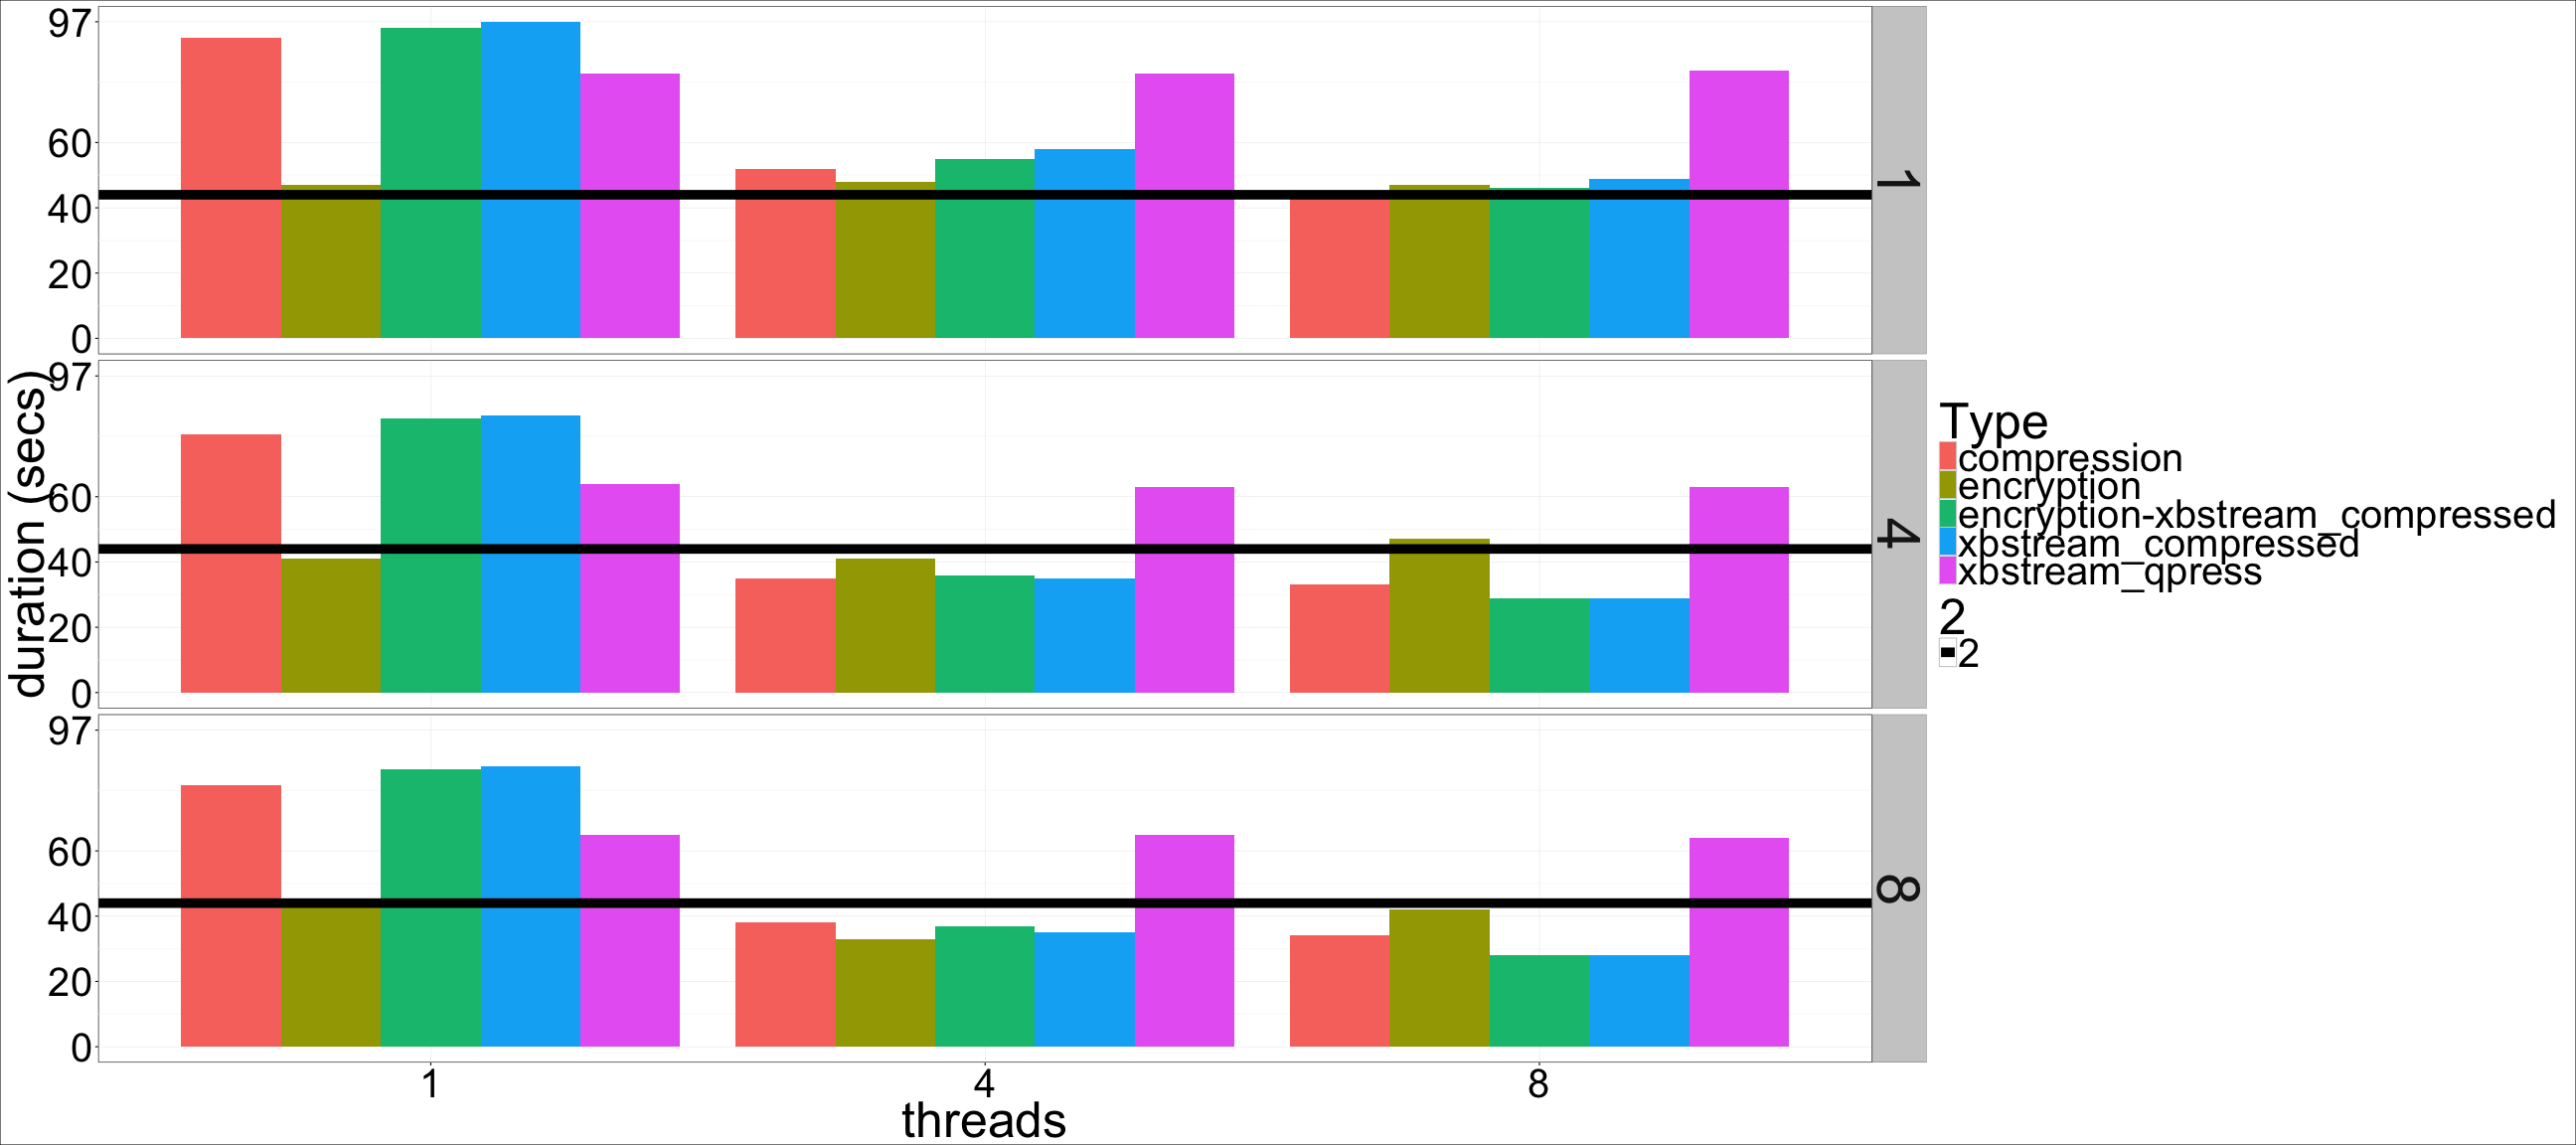 97
60
40
20
0
1
97
60
40
20
0
4
97
60
40
20
0
8
duration (secs)
1
4
8
threads
Type
compression
encryption
encryption-xbstream_compressed
xbstream_compressed
xbstream_qpress
2
2